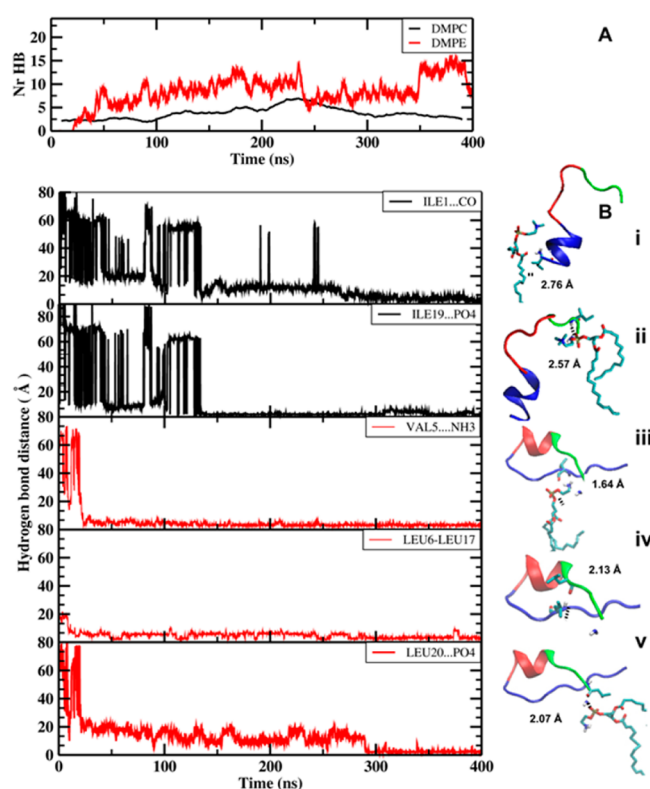 DMPC
DMPE
A
Nr HB
20
15
10
5
0
0 100 200 300 400
Time (ns)
B
Hydrogen bond distance ( Å )
80
60
40
20
0
ILE1...CO
i
2.76 Å
80
60
40
20
ILE19...PO4
ii
2.57 Å
80
60
40
20
VAL5....NH3
iii
1.64 Å
80
60
40
20
LEU6-LEU17
iv
2.13 Å
80
60
40
20
0
LEU20...PO4
v
2.07 Å
0 100 200 300 400
Time (ns)